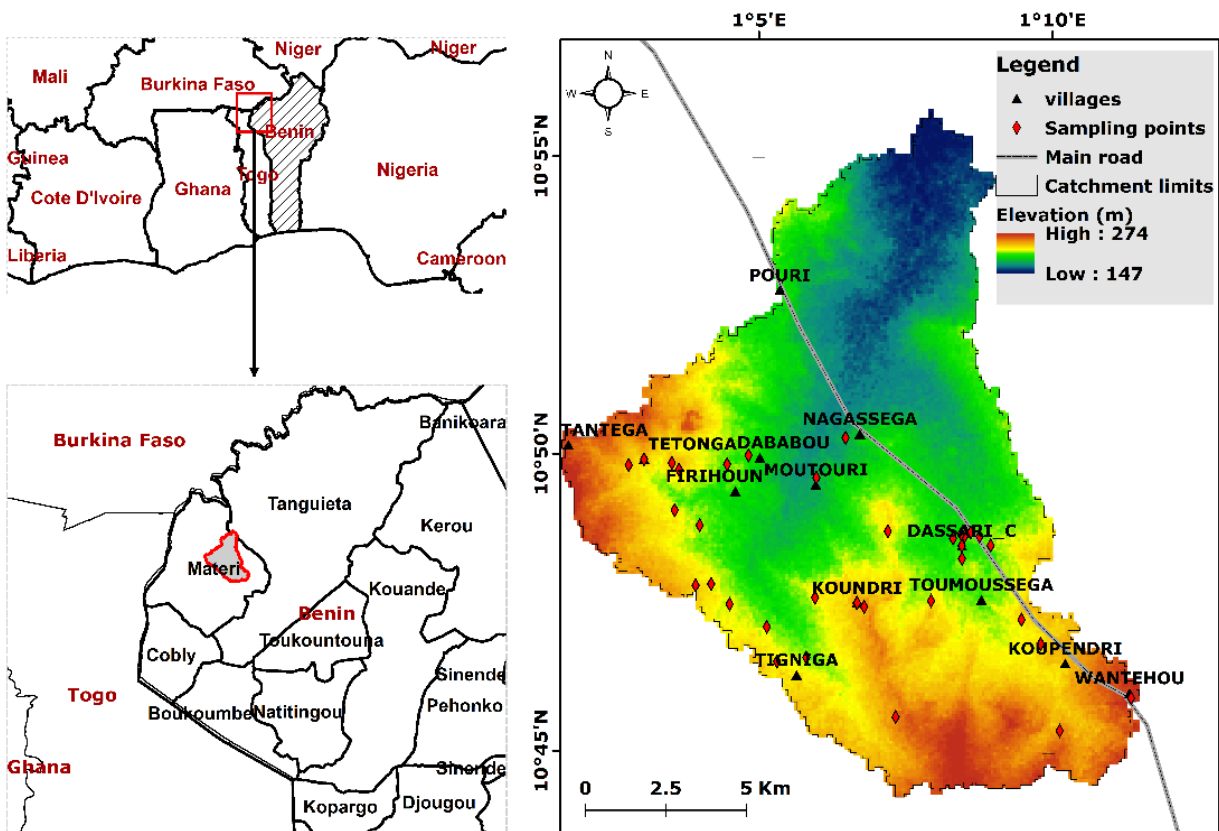 Niger
Niger
Mali
Burkina Faso
Benin
Guinea
Togo
Nigeria
Ghana
Cote D'Ivoire
Liberia
Cameroon
Banikoara
Burkina Faso
Tanguieta
Kerou
Materi
Kouande
Benin
Toukountouna
Cobly
Sinende
Togo
Boukoumbe
Natitingou
Pehonko
Ghana
Sinende
Kopargo
Djougou
1°5'E
1°10'E
N
W
E
S
Legend
villages
Sampling points
Main road
Catchment limits
Elevation (m)
High : 274
Low : 147
10°55'N
POURI
NAGASSEGA
TANTEGA
TETONGA
DABABOU
10°50'N
FIRIHOUN
MOUTOURI
DASSARI_C
KOUNDRI
TOUMOUSSEGA
TIGNIGA
KOUPENDRI
WANTEHOU
10°45'N
0
2.5
5 Km